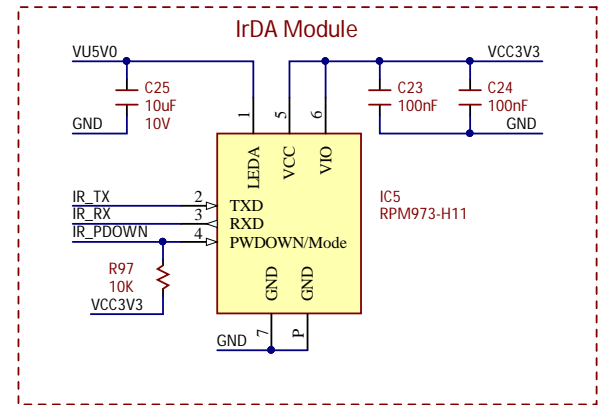 IrDA Module
VU5V0
VCC3V3
C25
10uF
10V
C23
100nF
C24
100nF
GND
GND
1
5
6
LEDA
VCC
VIO
IC5
RPM973-H11
IR_TX
2
TXD
IR_RX
3
RXD
IR_PDOWN
4
PWDOWN/Mode
R97
10K
VCC3V3
GND
GND
GND
7
P